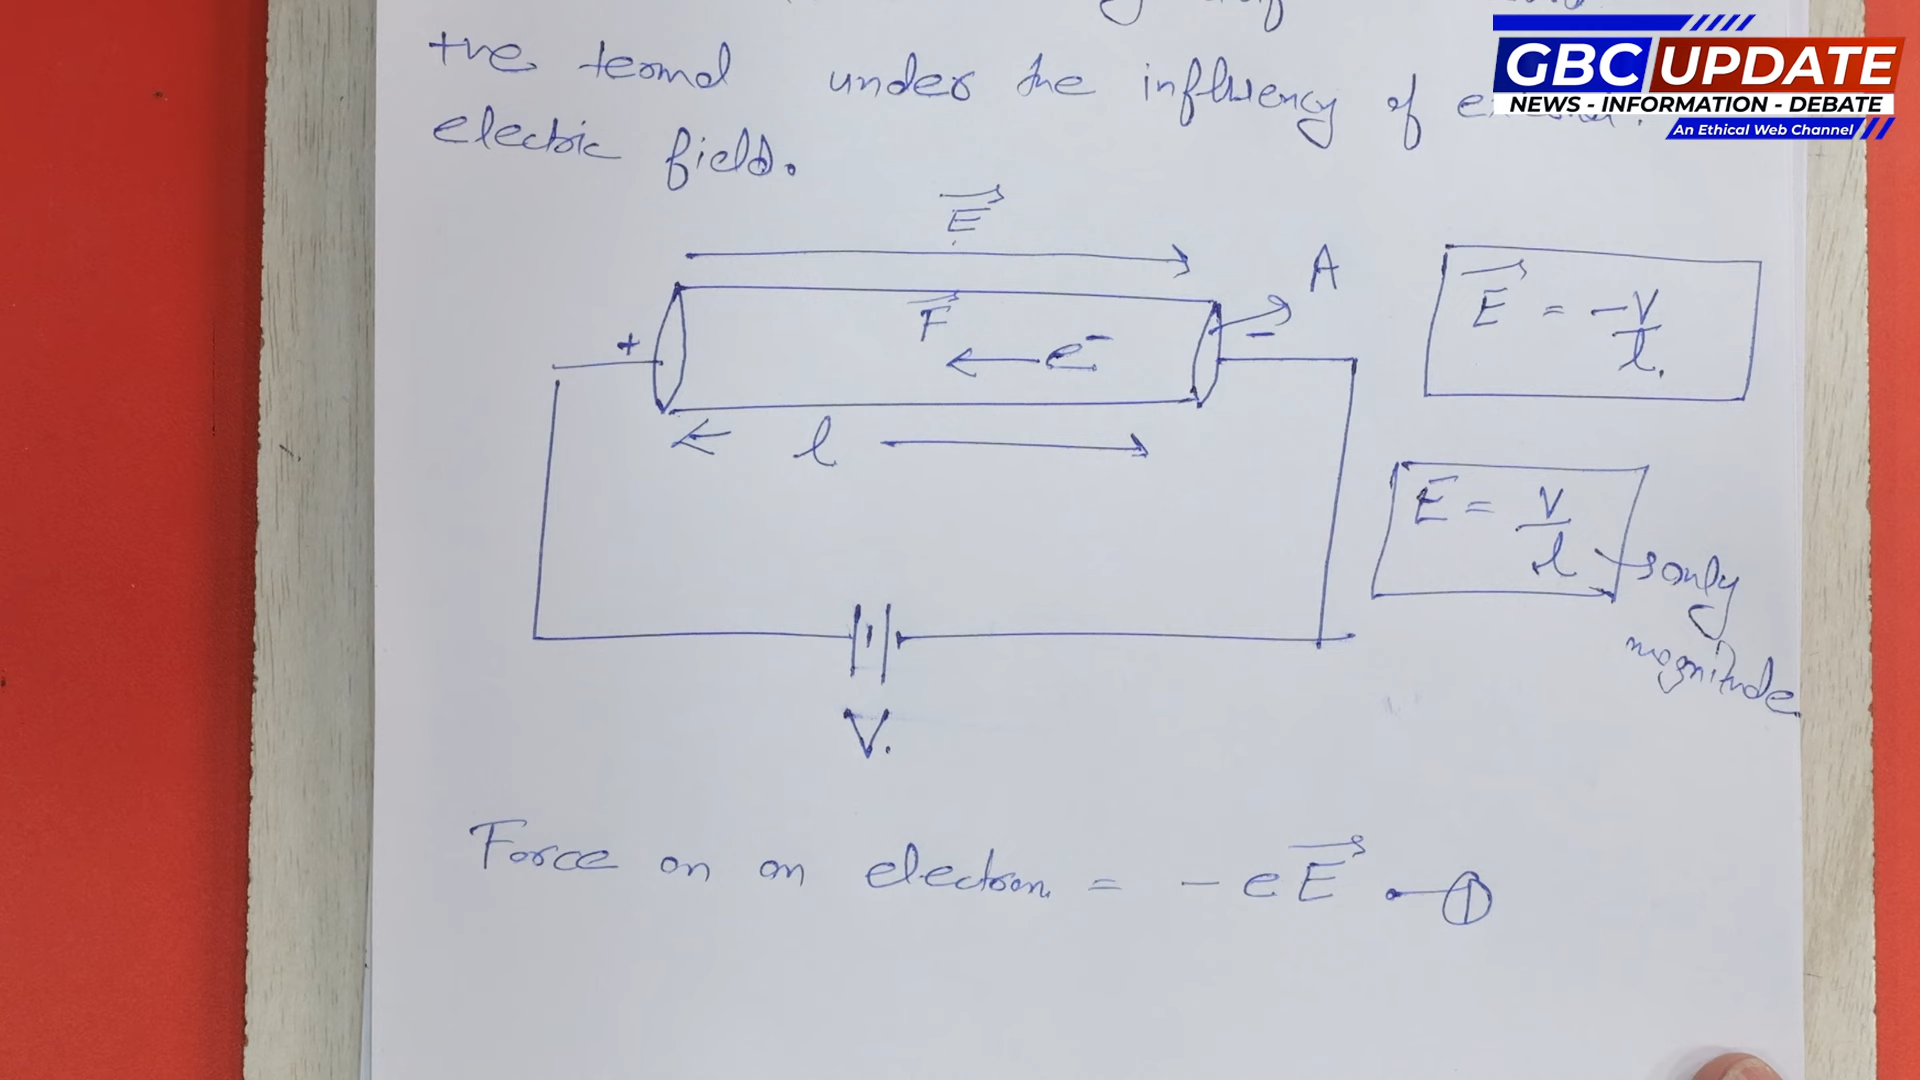 GBC UPDATE
NEWS - INFORMATION - DEBATE
An Ethical Web Channel
+ve termal under the influency of
electric field.
E
A
F
+
e-
-
l
E = -V/l.
E = V/l → only
magnitude
V.
Force on an electron. = - eE . - ①